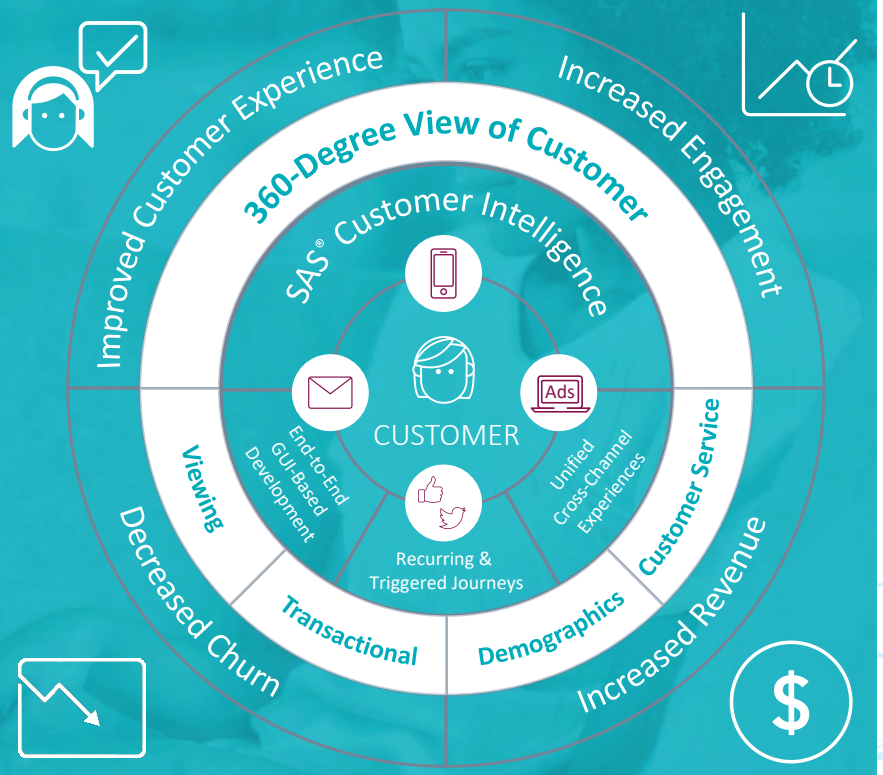 Improved Customer Experience
Increased Engagement
360-Degree View of Customer
SAS® Customer Intelligence
Ads
CUSTOMER
End-to-End
GUI-Based
Development
Unified
Cross-Channel
Experiences
Recurring &
Triggered Journeys
Viewing
Transactional
Demographics
Customer Service
Decreased Churn
Increased Revenue
$